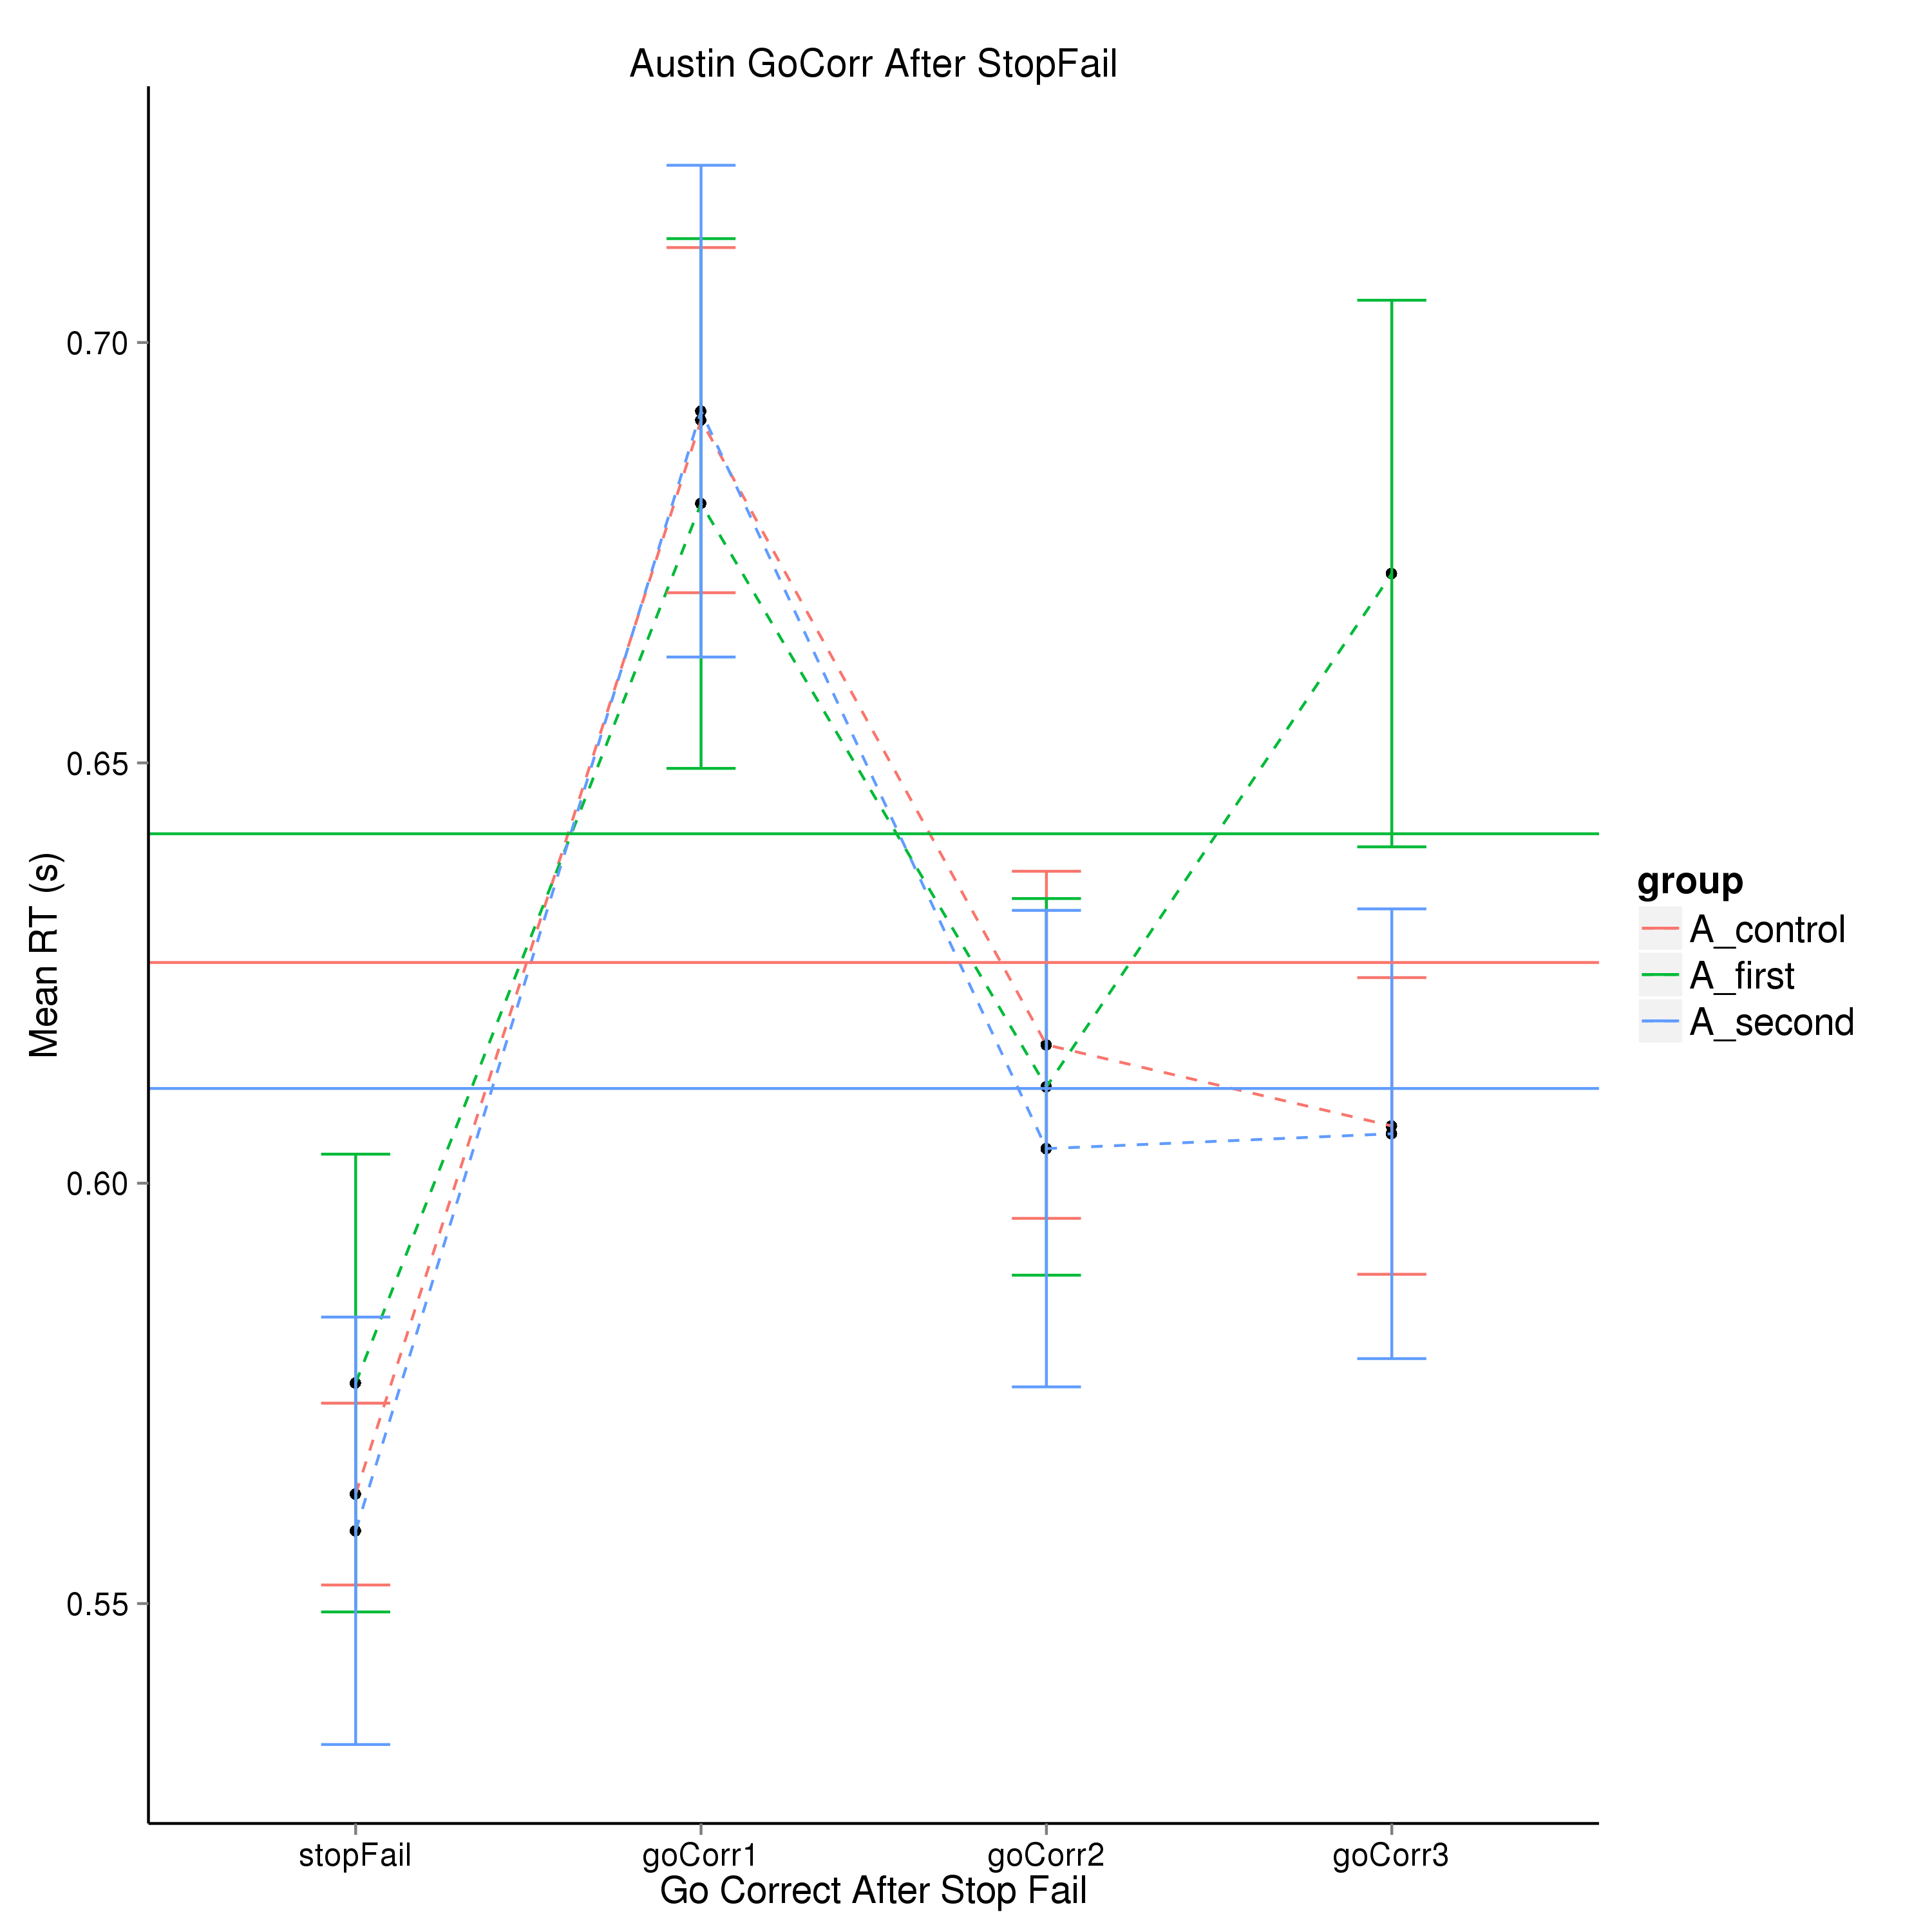 Austin GoCorr After StopFail
0.70
0.65
0.60
0.55
Mean RT (s)
stopFail goCorr1 goCorr2 goCorr3
Go Correct After Stop Fail
group
A_control
A_first
A_second